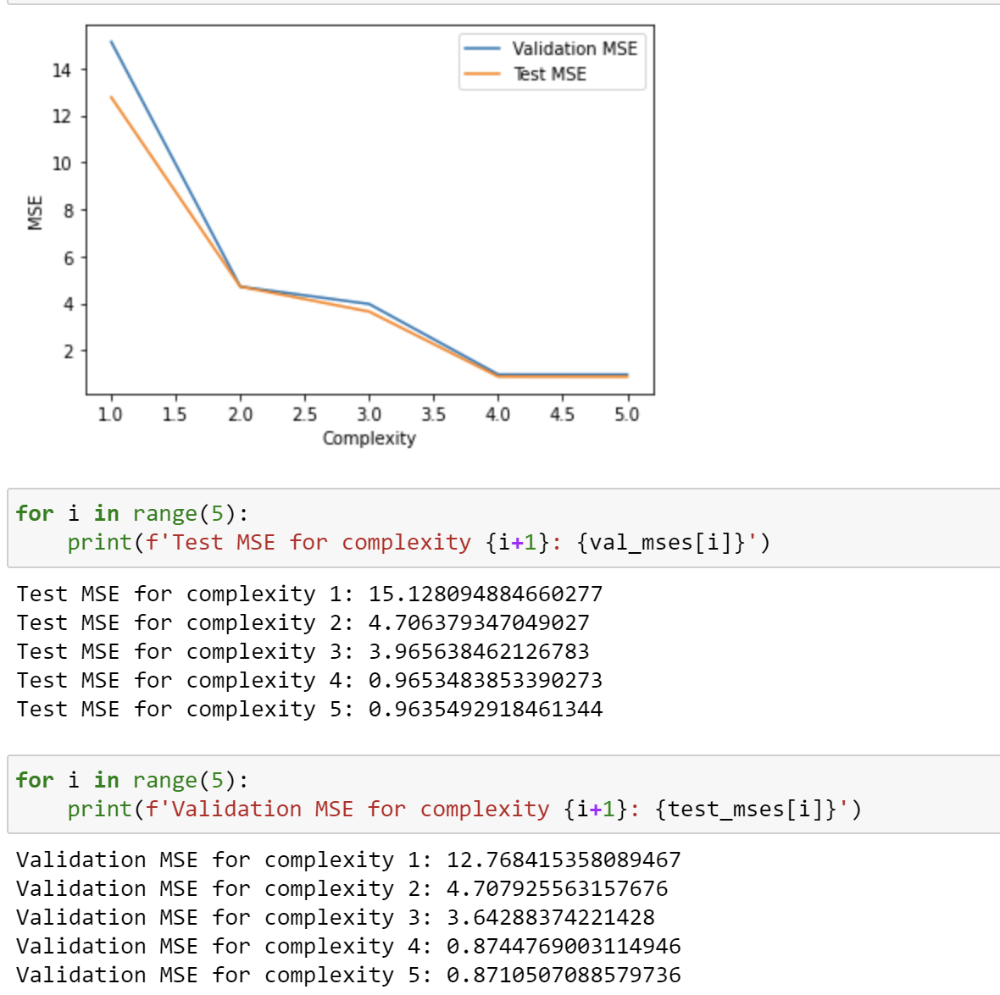 Validation MSE
Test MSE
14
12
10
8
6
4
2
MSE
1.0 1.5 2.0 2.5 3.0 3.5 4.0 4.5 5.0
Complexity
for i in range(5):
    print(f'Test MSE for complexity {i+1}: {val_mses[i]}')
Test MSE for complexity 1: 15.128094884660277
Test MSE for complexity 2: 4.706379347049027
Test MSE for complexity 3: 3.965638462126783
Test MSE for complexity 4: 0.9653483853390273
Test MSE for complexity 5: 0.9635492918461344
for i in range(5):
    print(f'Validation MSE for complexity {i+1}: {test_mses[i]}')
Validation MSE for complexity 1: 12.768415358089467
Validation MSE for complexity 2: 4.707925563157676
Validation MSE for complexity 3: 3.64288374221428
Validation MSE for complexity 4: 0.8744769003114946
Validation MSE for complexity 5: 0.8710507088579736